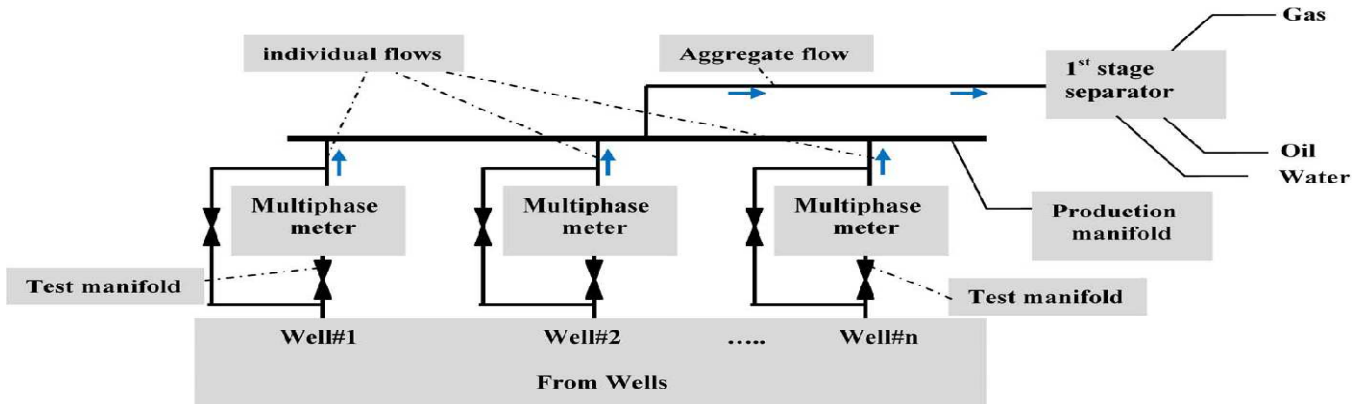 Gas
individual flows
Aggregate flow
1st stage
separator
Oil
Water
Multiphase
meter
Multiphase
meter
Multiphase
meter
Production
manifold
Test manifold
Test manifold
Well#1
Well#2
.....
Well#n
From Wells